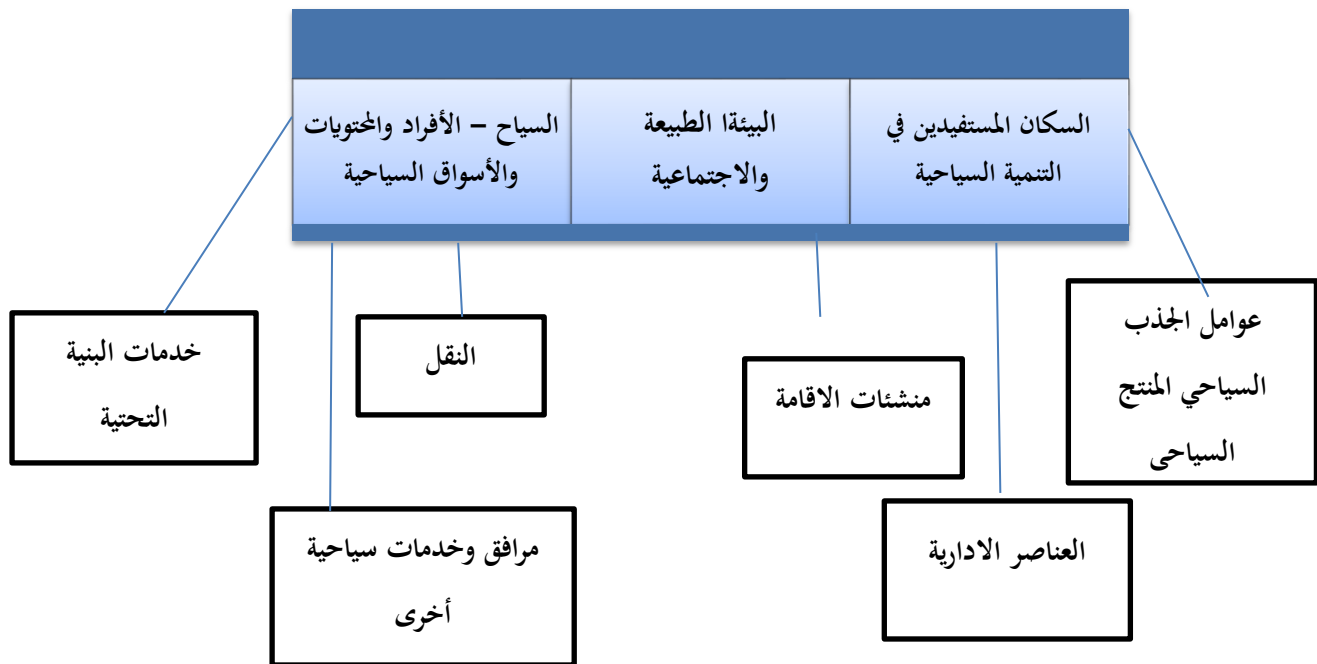 السكان المستفيدين في
التنمية السياحية
البيئةا الطبيعة
والاجتماعية
السياح – الأفراد والمحتويات
والأسواق السياحية
عوامل الجذب
السياحي المنتج
السياحى
العناصر الادارية
منشئات الاقامة
النقل
مرافق وخدمات سياحية
أخرى
خدمات البنية
التحتية